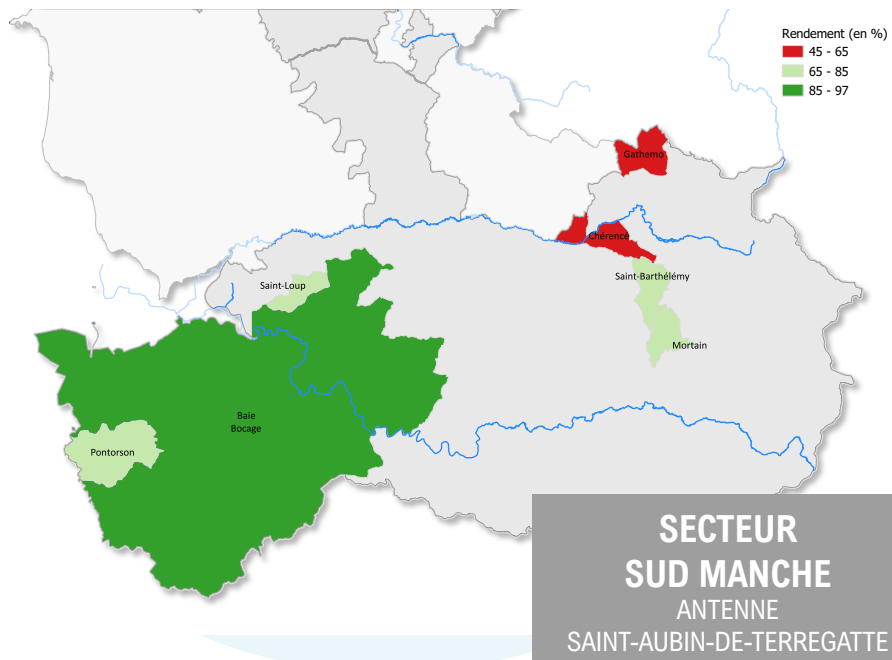 Rendement (en %)
45 - 65
65 - 85
85 - 97
Gathemo
Chérencé
Saint-Barthélémy
Saint-Loup
Mortain
Baie
Bocage
Pontorson
SECTEUR
SUD MANCHE
ANTENNE
SAINT-AUBIN-DE-TERREGATTE